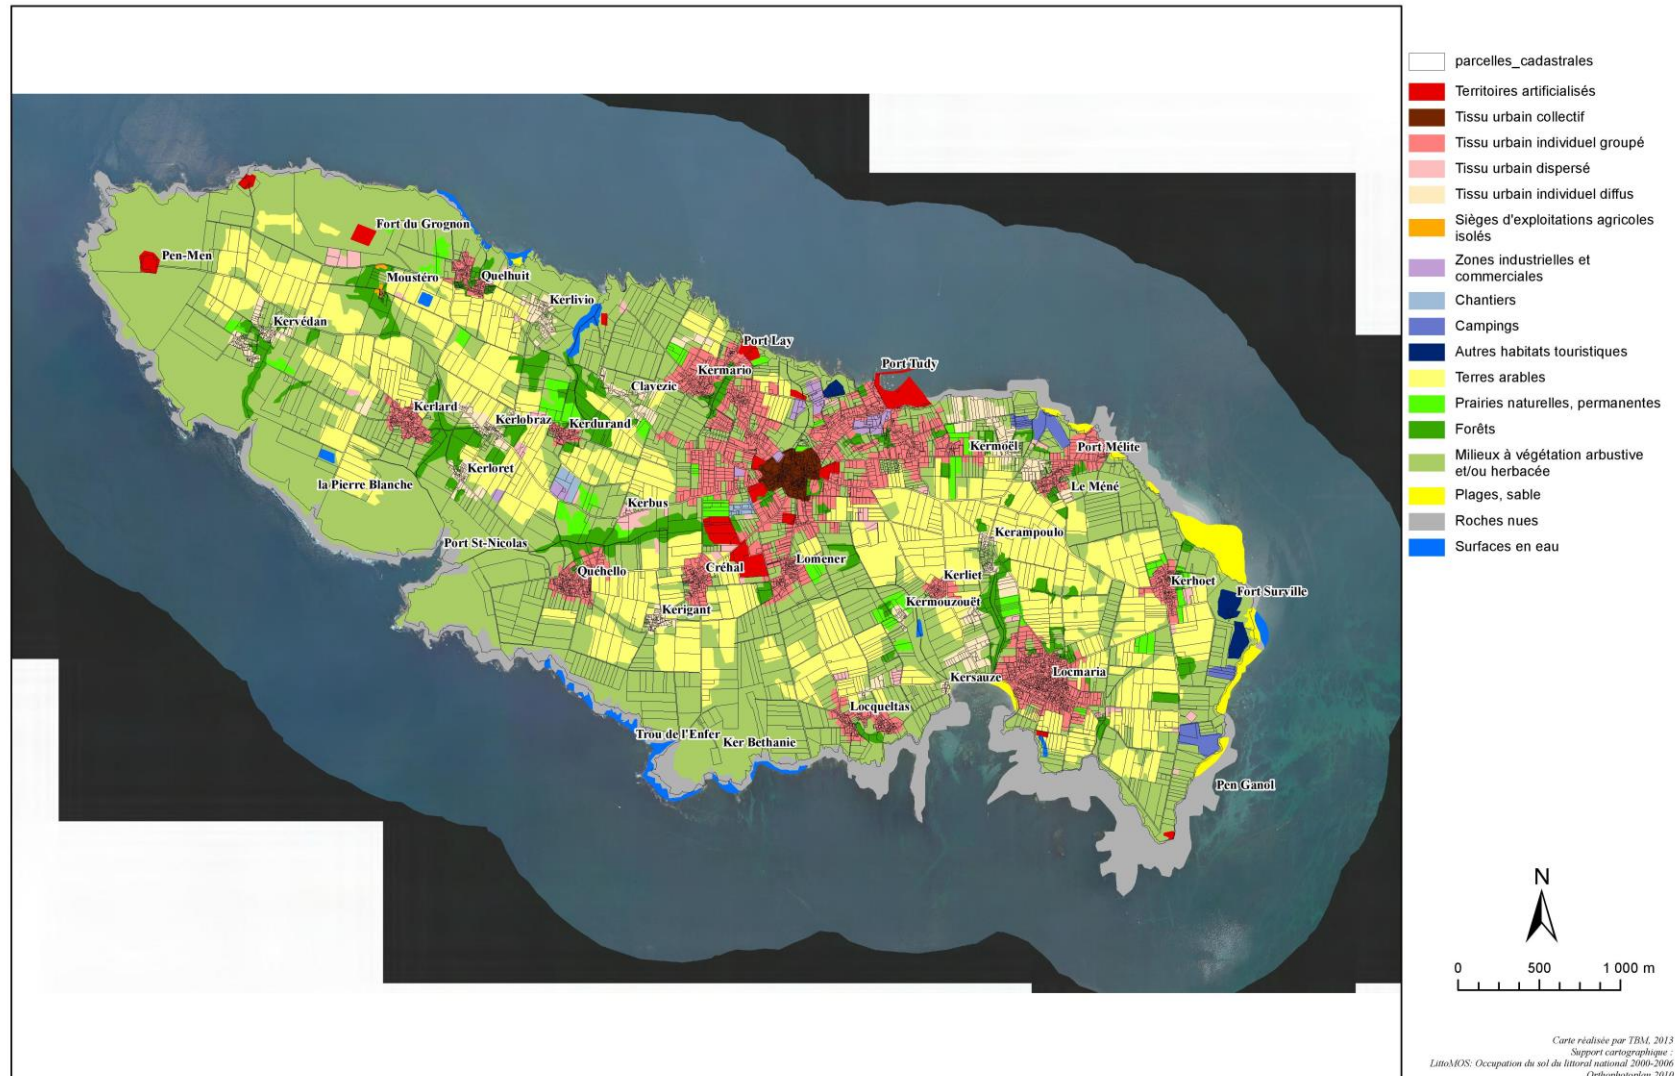 parcelles_cadastrales
Territoires artificialisés
Tissu urbain collectif
Tissu urbain individuel groupé
Tissu urbain dispersé
Tissu urbain individuel diffus
Sièges d'exploitations agricoles
isolés
Zones industrielles et
commerciales
Chantiers
Campings
Autres habitats touristiques
Terres arables
Prairies naturelles, permanentes
Forêts
Milieux à végétation arbustive
et/ou herbacée
Plages, sable
Roches nues
Surfaces en eau
Fort du Grognon
Pen-Men
Moustéro
Quelhuit
Kerlivio
Kervédan
Port Lay
Kermario
Port Tudy
Clavezic
Kerlard
Kerlobraz
Kerdurand
Kermoël
Port Mélite
Kerloret
la Pierre Blanche
Le Méné
Kerbus
Kerampoulo
Port St-Nicolas
Quéhello
Créhal
Lomener
Kerliet
Kerhoet
Fort Surville
Kermouzouët
Kerigant
Kersauze
Locmaria
Locqueltas
Trou de l'Enfer
Ker Bethanie
Pen Ganol
N
0 500 1 000 m
Carte réalisée par TBM, 2013
Support cartographique :
LittoMOS: Occupation du sol du littoral national 2000-2006
Orthophotoplan 2010